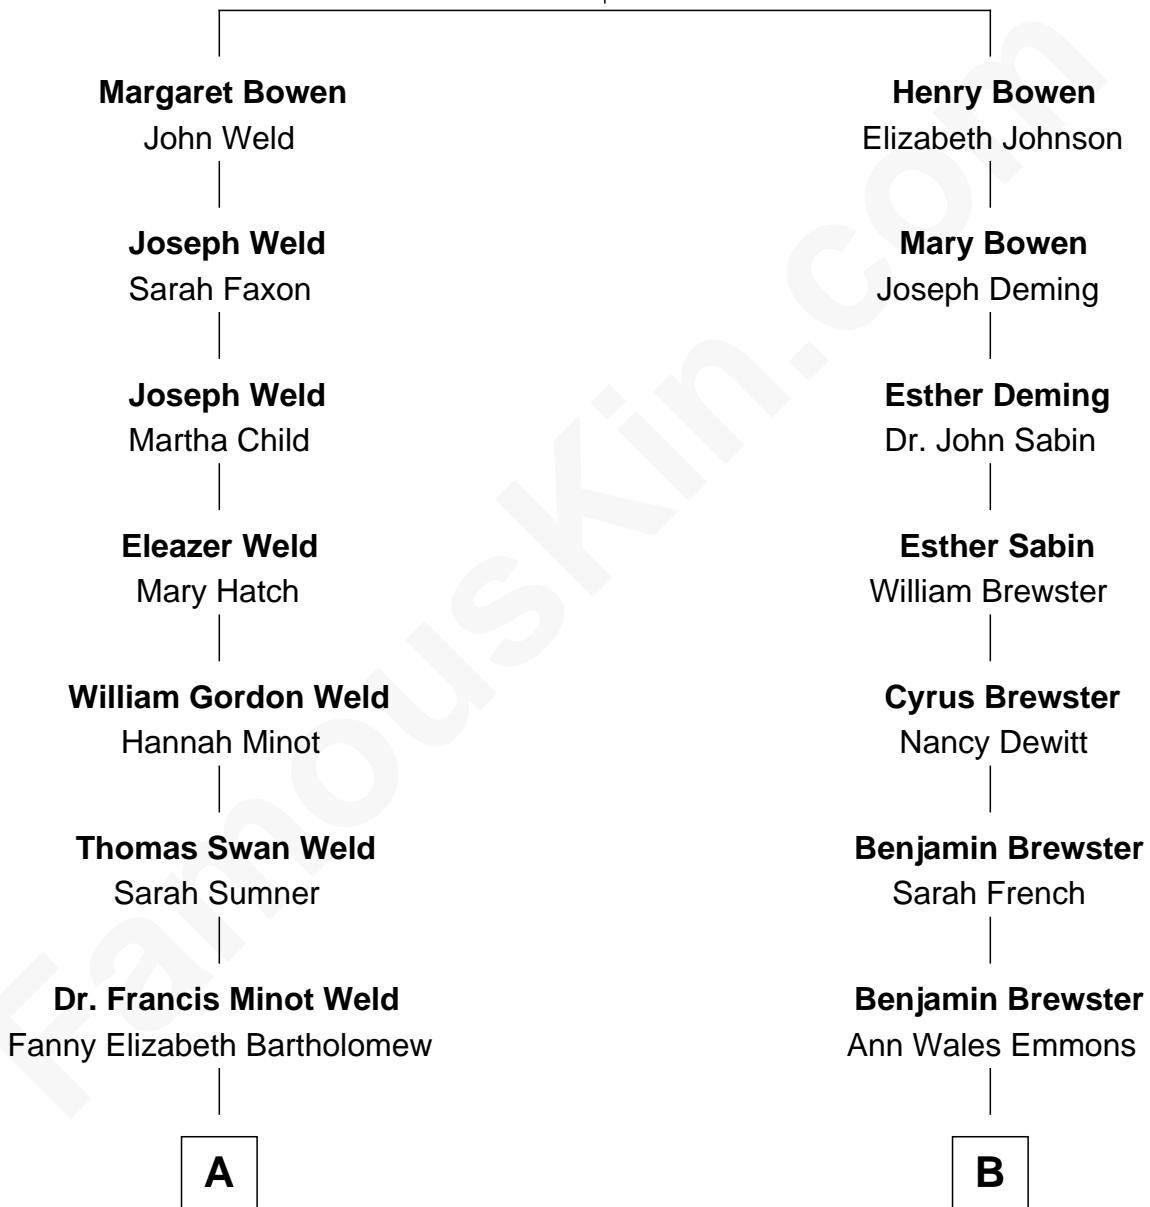 Margaret Bowen
John Weld
Henry Bowen
Elizabeth Johnson
Joseph Weld
Sarah Faxon
Mary Bowen
Joseph Deming
Joseph Weld
Martha Child
Esther Deming
Dr. John Sabin
Eleazer Weld
Mary Hatch
Esther Sabin
William Brewster
William Gordon Weld
Hannah Minot
Cyrus Brewster
Nancy Dewitt
Thomas Swan Weld
Sarah Sumner
Benjamin Brewster
Sarah French
Dr. Francis Minot Weld
Fanny Elizabeth Bartholomew
Benjamin Brewster
Ann Wales Emmons
A
B
FamousKin.com